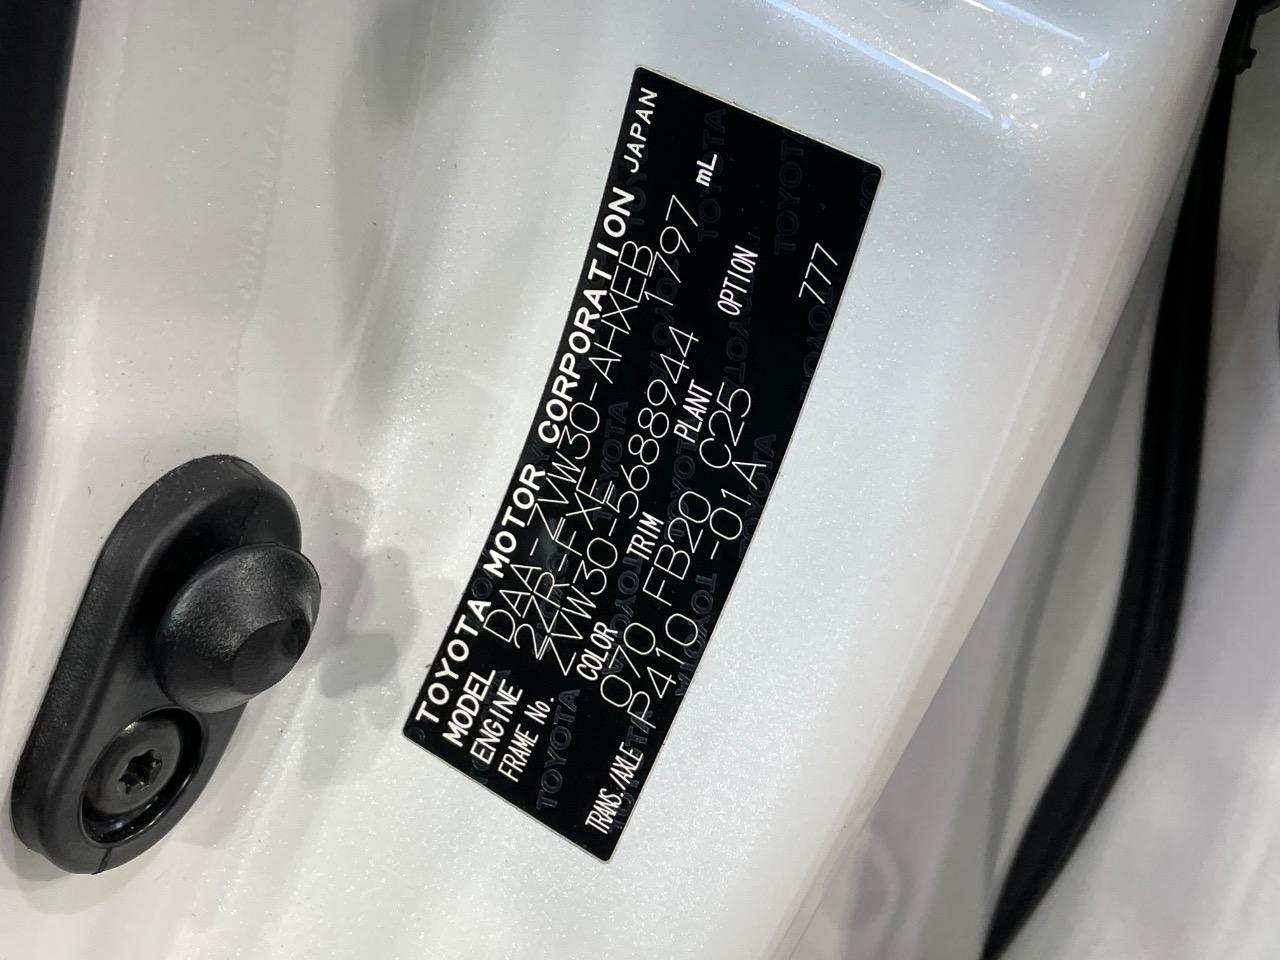 TOYOTA MOTOR CORPORATION JAPAN
MODEL DAA-ZVW30-AHXEB
ENGINE 2ZR-FXE 1797 mL
FRAME No. ZVW30-5688944
COLOR TRIM PLANT OPTION
070 FB20 C25 777
TRANS./AXLE P410 -01A